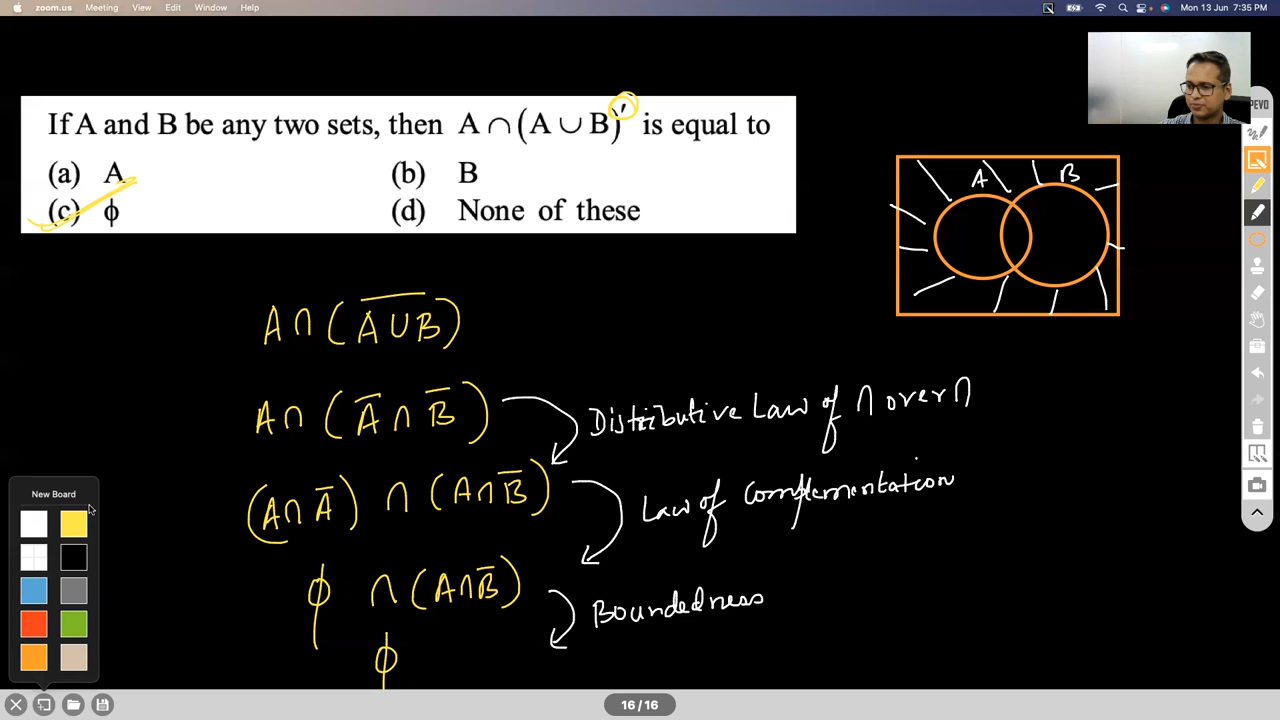 zoom.us Meeting View Edit Window Help Mon 13 Jun 7:35 PM
If A and B be any two sets, then A ∩ (A ∪ B)′ is equal to
(a) A (b) B
(c) ϕ (d) None of these
A B
A ∩ (A̅ ̅∪̅ ̅B̅)
A ∩ (A̅ ∩ B̅)
Distributive Law of ∩ over ∩
(A ∩ A̅) ∩ (A ∩ B̅)
Law of Complementation
ϕ ∩ (A ∩ B̅)
Boundedness
ϕ
New Board
16 / 16